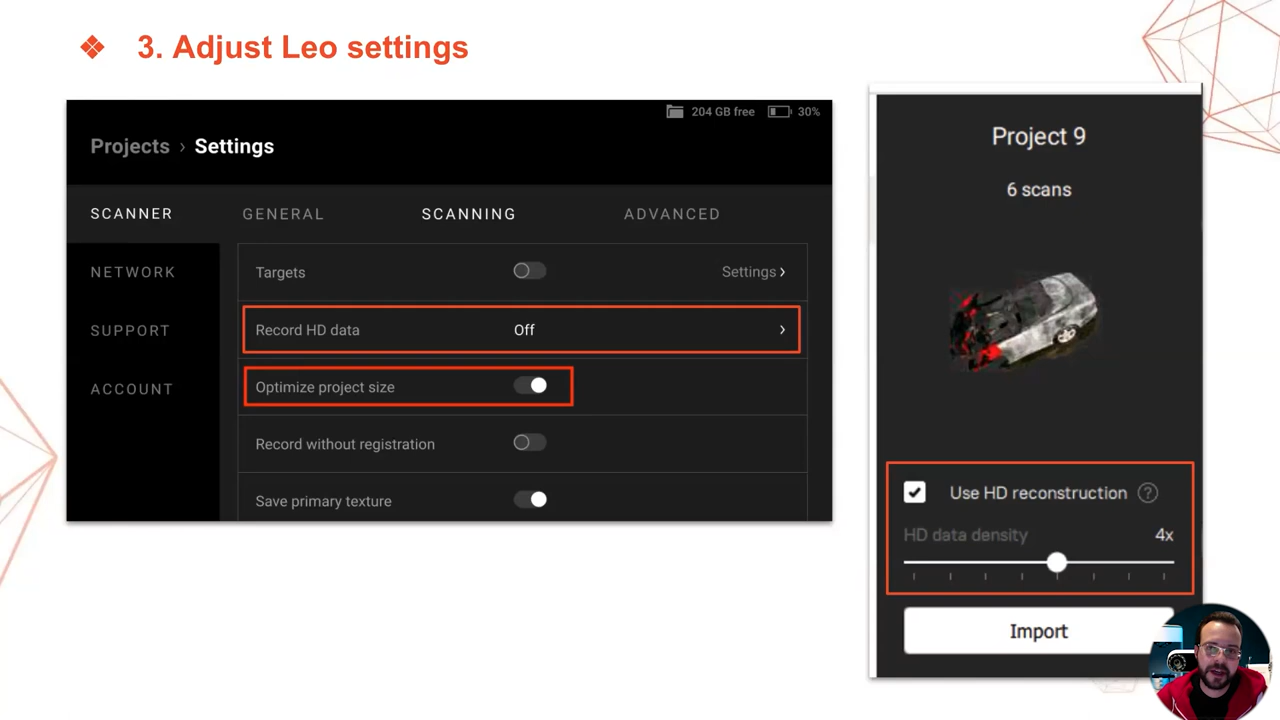 3. Adjust Leo settings
204 GB free 30%
Projects › Settings
SCANNER GENERAL SCANNING ADVANCED
NETWORK
SUPPORT
ACCOUNT
Targets Settings ›
Record HD data Off ›
Optimize project size
Record without registration
Save primary texture
Project 9
6 scans
Use HD reconstruction ?
HD data density 4x
Import